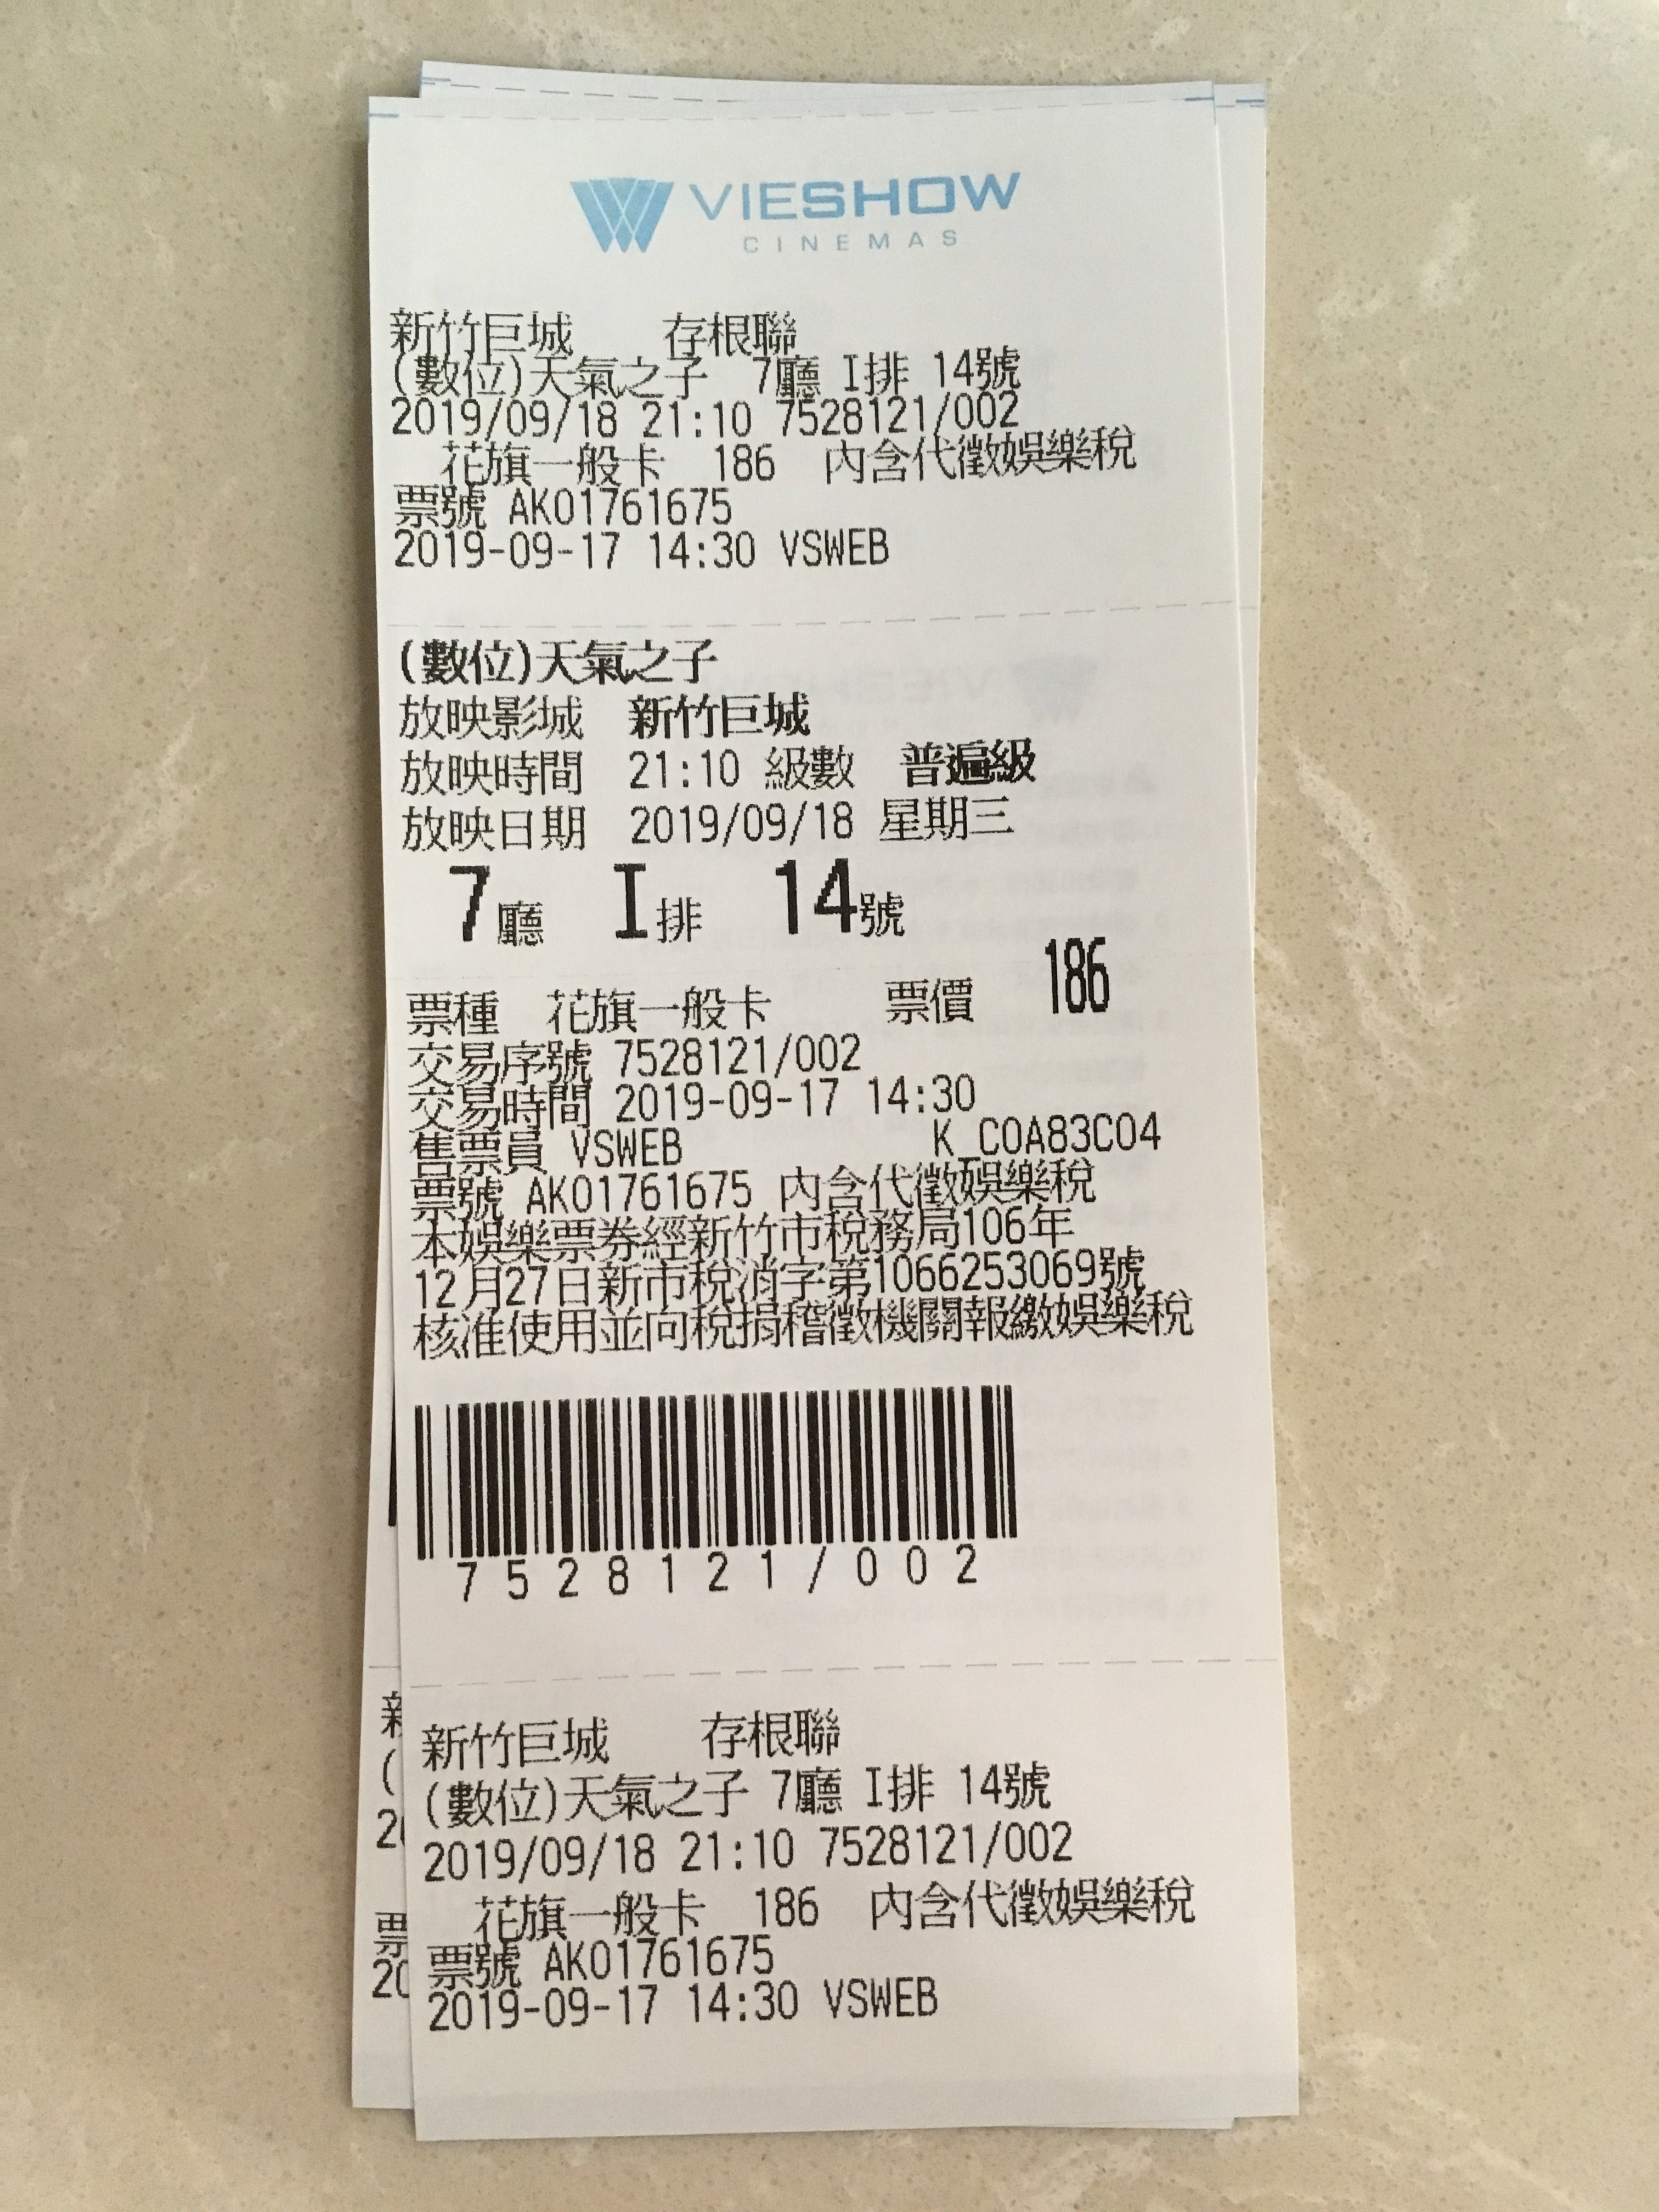 VIESHOW
CINEMAS
新竹巨城 存根聯
(數位)天氣之子 7廳 I排 14號
2019/09/18 21:10 7528121/002
花旗一般卡 186 內含代徵娛樂稅
票號 AK01761675
2019-09-17 14:30 VSWEB
(數位)天氣之子
放映影城 新竹巨城
放映時間 21:10 級數 普遍級
放映日期 2019/09/18 星期三
7廳 I排 14號
票種 花旗一般卡 票價 186
交易序號 7528121/002
交易時間 2019-09-17 14:30
售票員 VSWEB K_C0A83C04
票號 AK01761675 內含代徵娛樂稅
本娛樂票券經新竹市稅務局106年
12月27日新市稅消字第1066253069號
核准使用並向稅捐稽徵機關報繳娛樂稅
7528121/002
新竹巨城 存根聯
(數位)天氣之子 7廳 I排 14號
2019/09/18 21:10 7528121/002
花旗一般卡 186 內含代徵娛樂稅
票號 AK01761675
2019-09-17 14:30 VSWEB